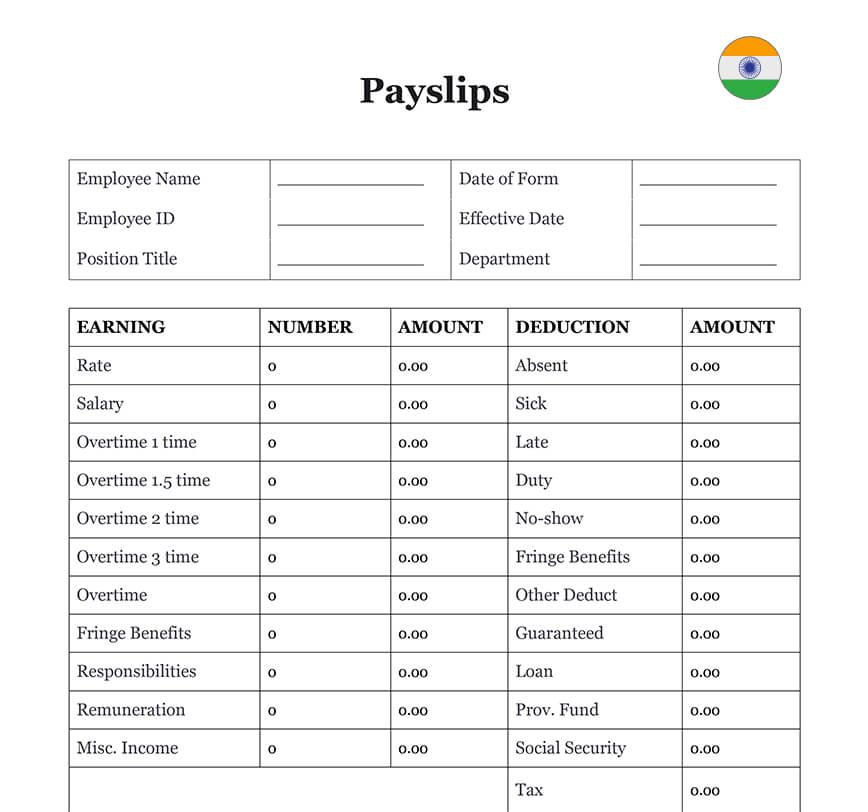 Payslips
Employee Name Date of Form
Employee ID Effective Date
Position Title Department
EARNING NUMBER AMOUNT DEDUCTION AMOUNT
Rate 0 0.00 Absent 0.00
Salary 0 0.00 Sick 0.00
Overtime 1 time 0 0.00 Late 0.00
Overtime 1.5 time 0 0.00 Duty 0.00
Overtime 2 time 0 0.00 No-show 0.00
Overtime 3 time 0 0.00 Fringe Benefits 0.00
Overtime 0 0.00 Other Deduct 0.00
Fringe Benefits 0 0.00 Guaranteed 0.00
Responsibilities 0 0.00 Loan 0.00
Remuneration 0 0.00 Prov. Fund 0.00
Misc. Income 0 0.00 Social Security 0.00
Tax 0.00